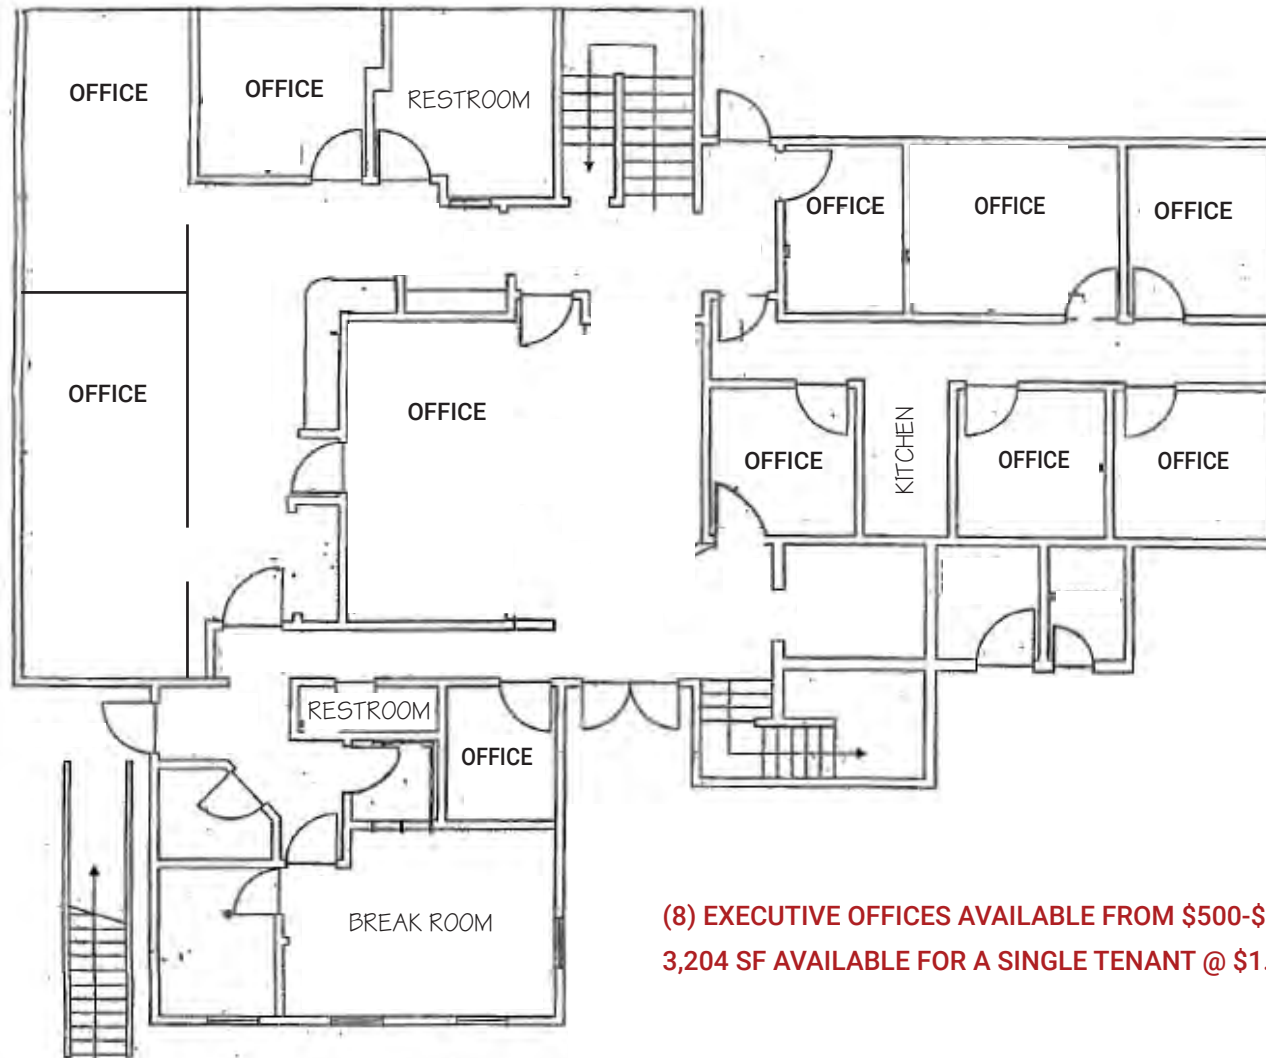 OFFICE
OFFICE
RESTROOM
OFFICE
OFFICE
OFFICE
OFFICE
OFFICE
OFFICE
KITCHEN
OFFICE
OFFICE
RESTROOM
OFFICE
BREAK ROOM
(8) EXECUTIVE OFFICES AVAILABLE FROM $500-$
3,204 SF AVAILABLE FOR A SINGLE TENANT @ $1.